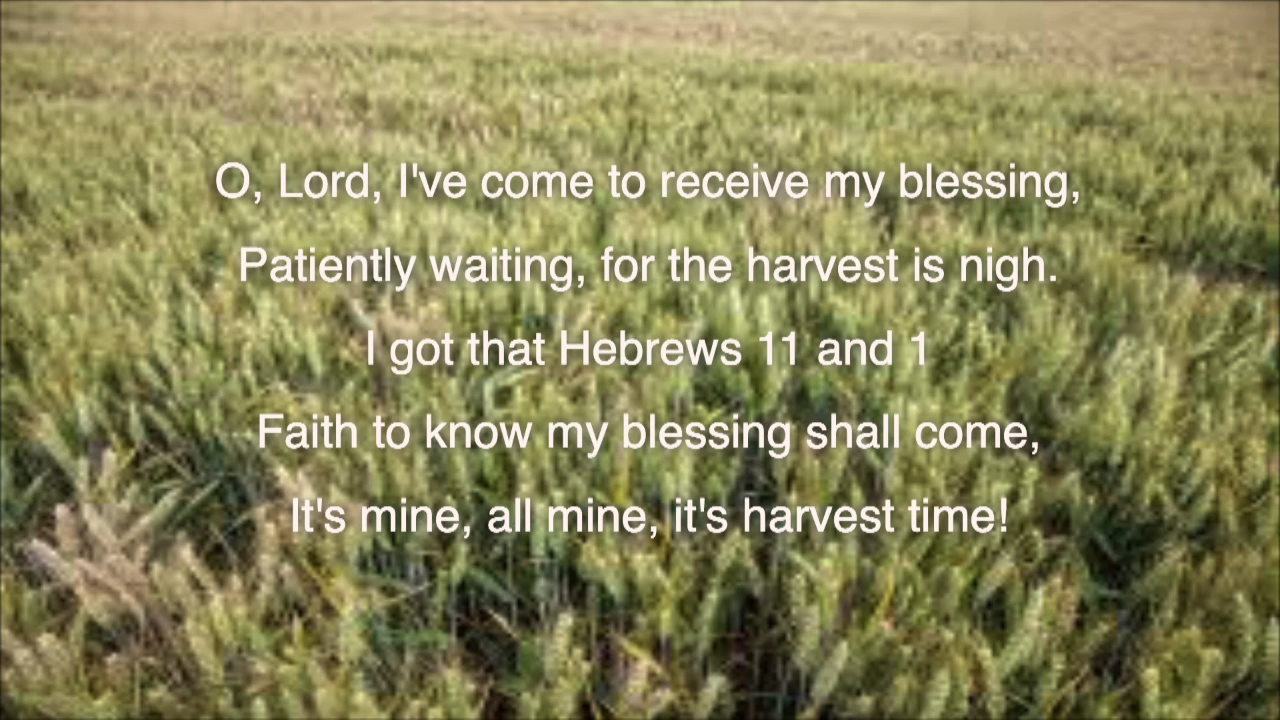 O, Lord, I've come to receive my blessing,
Patiently waiting, for the harvest is nigh.
I got that Hebrews 11 and 1
Faith to know my blessing shall come,
It's mine, all mine, it's harvest time!